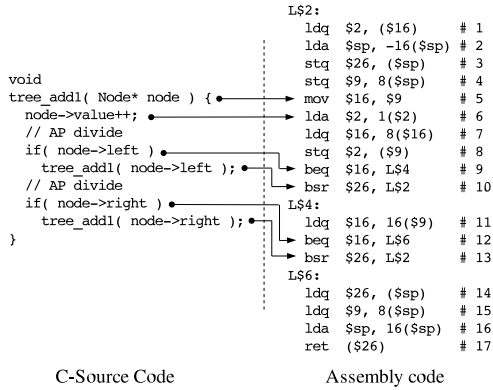 void
tree_add1( Node* node ) {
node->value++;
// AP divide
if( node->left )
tree_add1( node->left );
// AP divide
if( node->right )
tree_add1( node->right );
}
C-Source Code
L$2:
ldq $2, ($16) # 1
lda $sp, -16($sp) # 2
stq $26, ($sp) # 3
stq $9, 8($sp) # 4
mov $16, $9 # 5
lda $2, 1($2) # 6
ldq $16, 8($16) # 7
stq $2, ($9) # 8
beq $16, L$4 # 9
bsr $26, L$2 # 10
L$4:
ldq $16, 16($9) # 11
beq $16, L$6 # 12
bsr $26, L$2 # 13
L$6:
ldq $26, ($sp) # 14
ldq $9, 8($sp) # 15
lda $sp, 16($sp) # 16
ret ($26) # 17
Assembly code